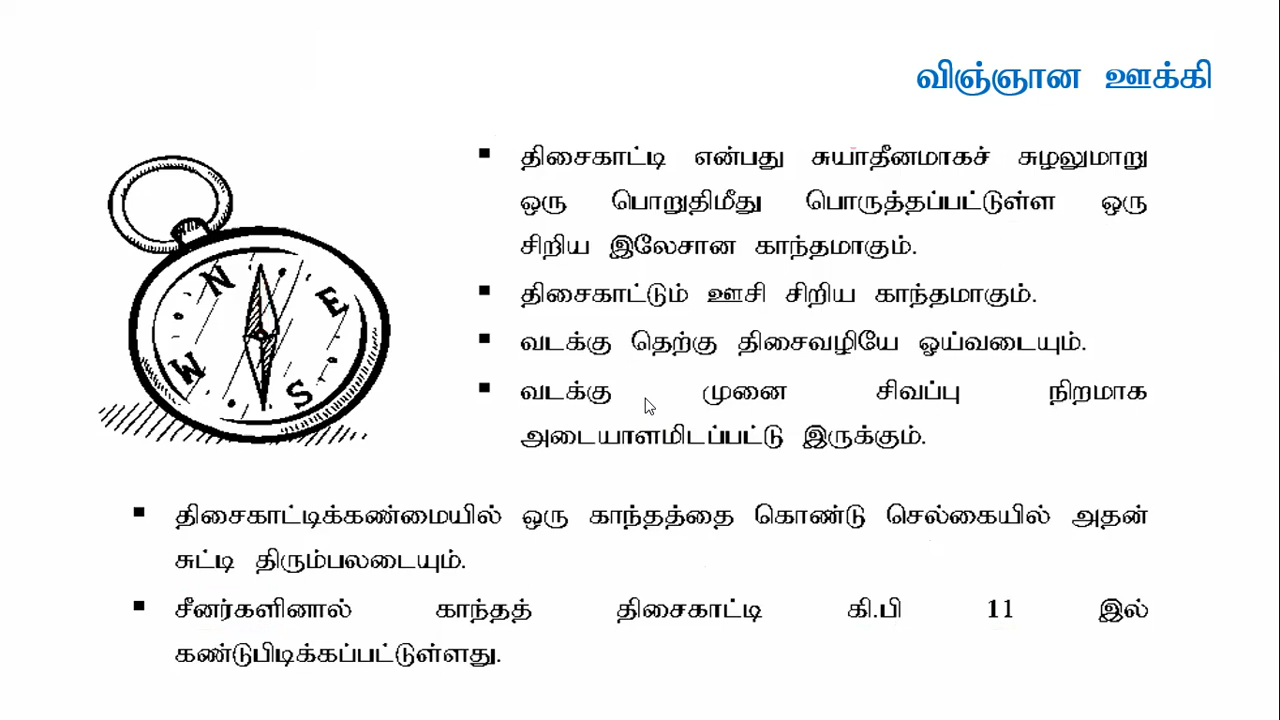 விஞ்ஞான ஊக்கி
▪ திசைகாட்டி என்பது சுயாதீனமாகச் சுழலுமாறு
ஒரு பொறுதிமீது பொருத்தப்பட்டுள்ள ஒரு
சிறிய இலேசான காந்தமாகும்.
▪ திசைகாட்டும் ஊசி சிறிய காந்தமாகும்.
▪ வடக்கு தெற்கு திசைவழியே ஓய்வடையும்.
▪ வடக்கு முனை சிவப்பு நிறமாக
அடையாளமிடப்பட்டு இருக்கும்.
N
E
W
S
▪ திசைகாட்டிக்கண்மையில் ஒரு காந்தத்தை கொண்டு செல்கையில் அதன்
சுட்டி திரும்பலடையும்.
▪ சீனர்களினால் காந்தத் திசைகாட்டி கி.பி 11 இல்
கண்டுபிடிக்கப்பட்டுள்ளது.